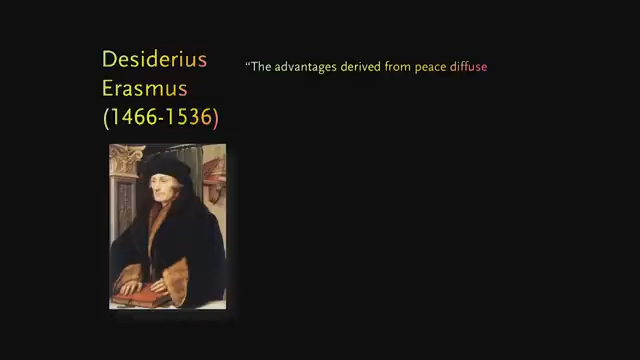 Desiderius
Erasmus
(1466-1536)
“The advantages derived from peace diffuse